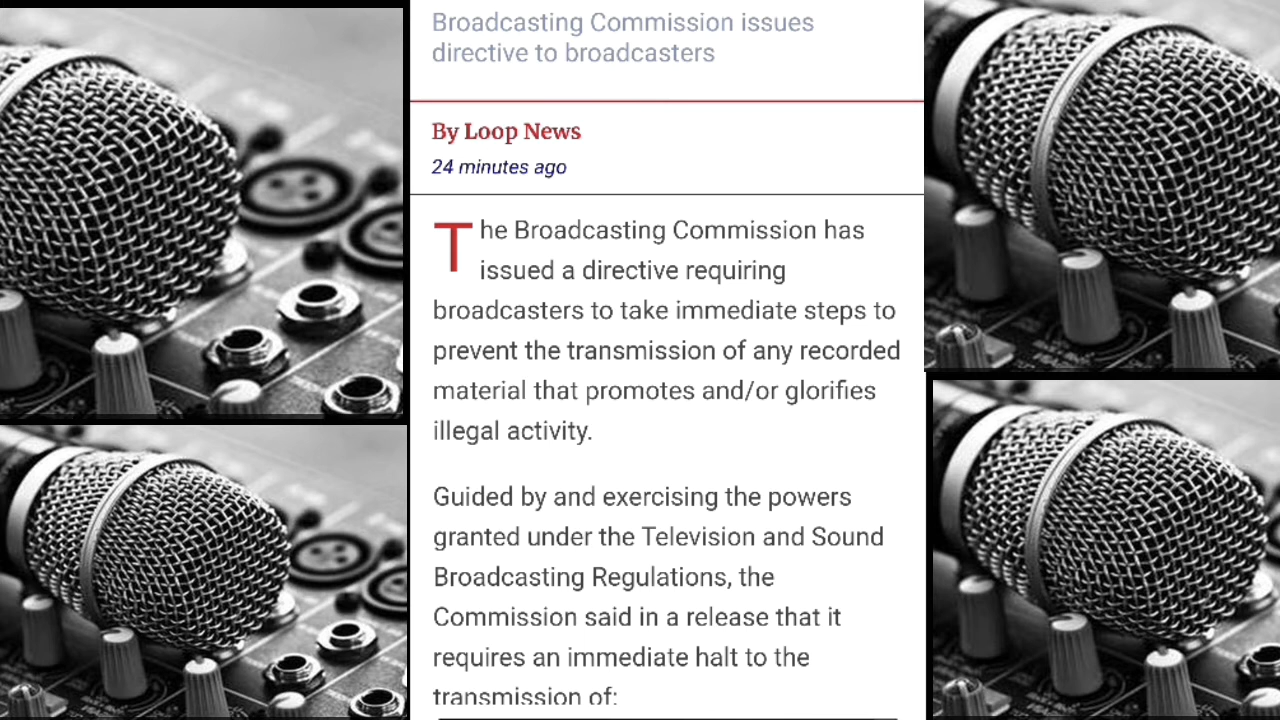 Broadcasting Commission issues
directive to broadcasters
By Loop News
24 minutes ago
The Broadcasting Commission has
issued a directive requiring
broadcasters to take immediate steps to
prevent the transmission of any recorded
material that promotes and/or glorifies
illegal activity.
Guided by and exercising the powers
granted under the Television and Sound
Broadcasting Regulations, the
Commission said in a release that it
requires an immediate halt to the
transmission of: